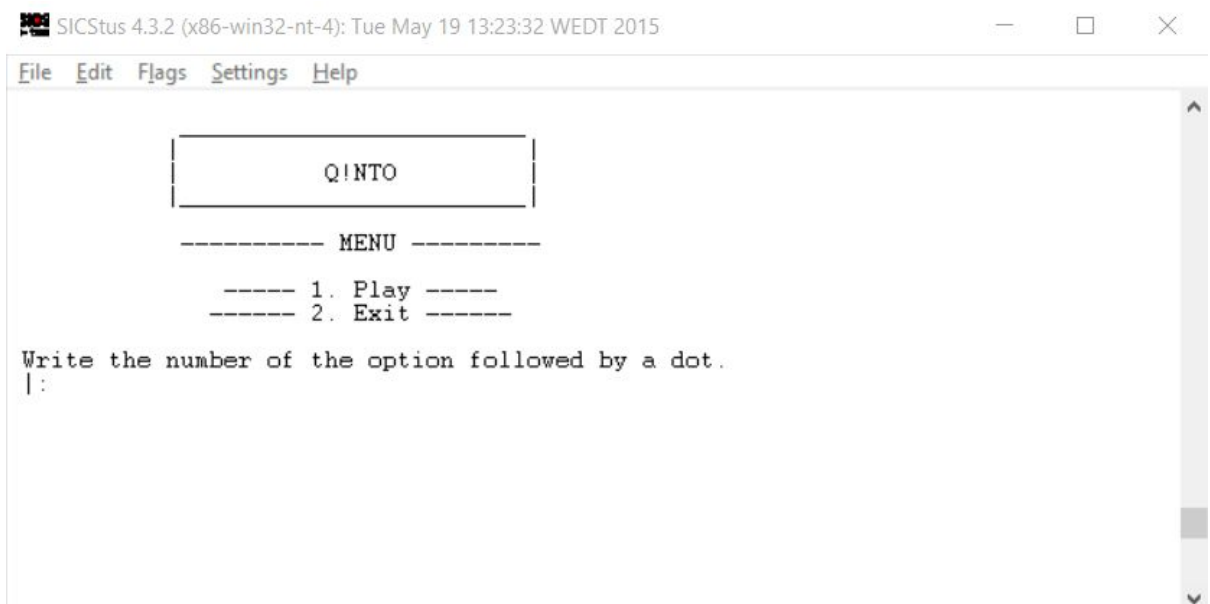 SICStus 4.3.2 (x86-win32-nt-4): Tue May 19 13:23:32 WEDT 2015
File Edit Flags Settings Help
Q!NTO
---------- MENU ---------
----- 1. Play -----
------ 2. Exit ------
Write the number of the option followed by a dot.
|: